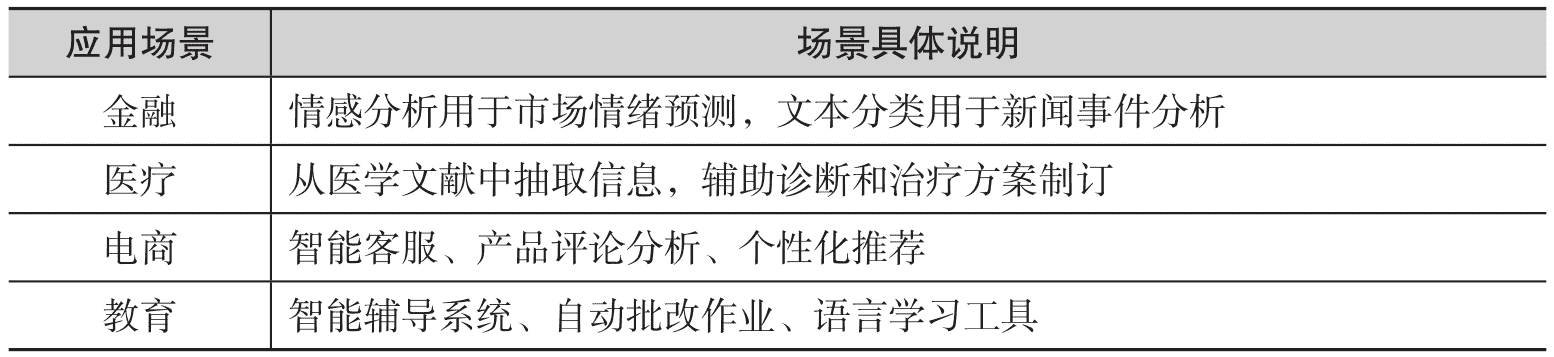 应用场景 场景具体说明
金融 情感分析用于市场情绪预测，文本分类用于新闻事件分析
医疗 从医学文献中抽取信息，辅助诊断和治疗方案制订
电商 智能客服、产品评论分析、个性化推荐
教育 智能辅导系统、自动批改作业、语言学习工具